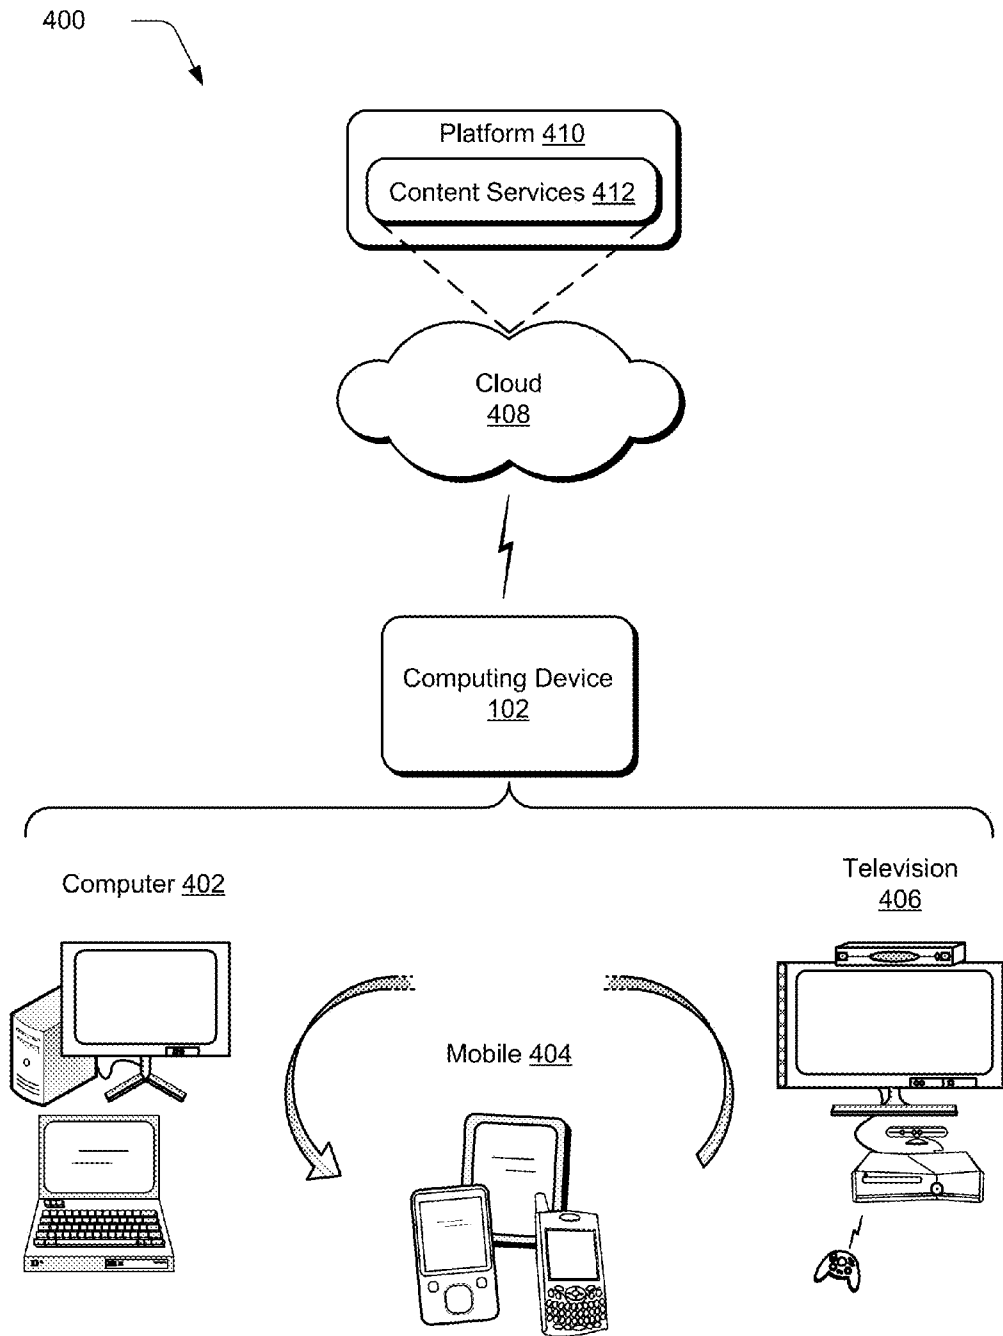 400
Platform 410
Content Services 412
Cloud
408
Computing Device
102
Computer 402
Mobile 404
Television
406